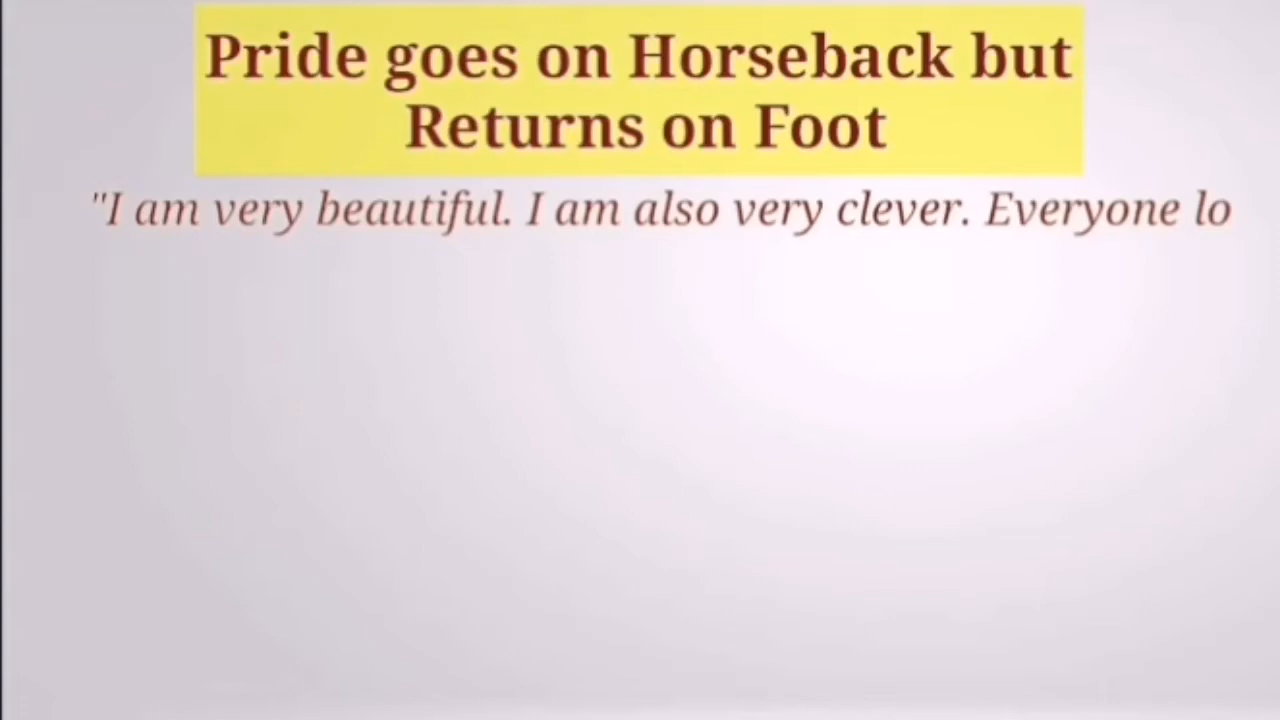 Pride goes on Horseback but
Returns on Foot
"I am very beautiful. I am also very clever. Everyone lo